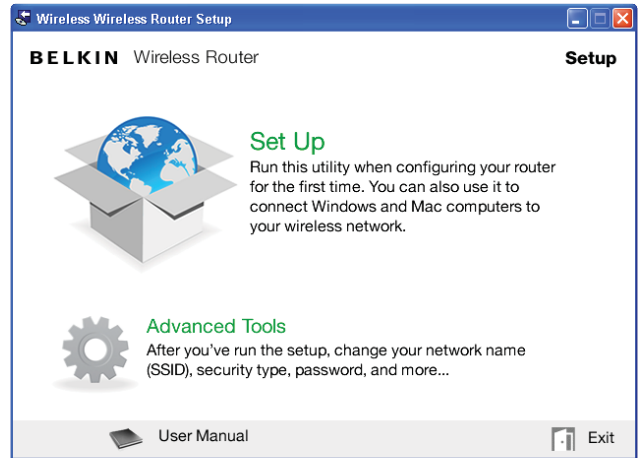 Wireless Wireless Router Setup
BELKIN Wireless Router
Setup
Set Up
Run this utility when configuring your router
for the first time. You can also use it to
connect Windows and Mac computers to
your wireless network.
Advanced Tools
After you've run the setup, change your network name
(SSID), security type, password, and more...
User Manual
Exit